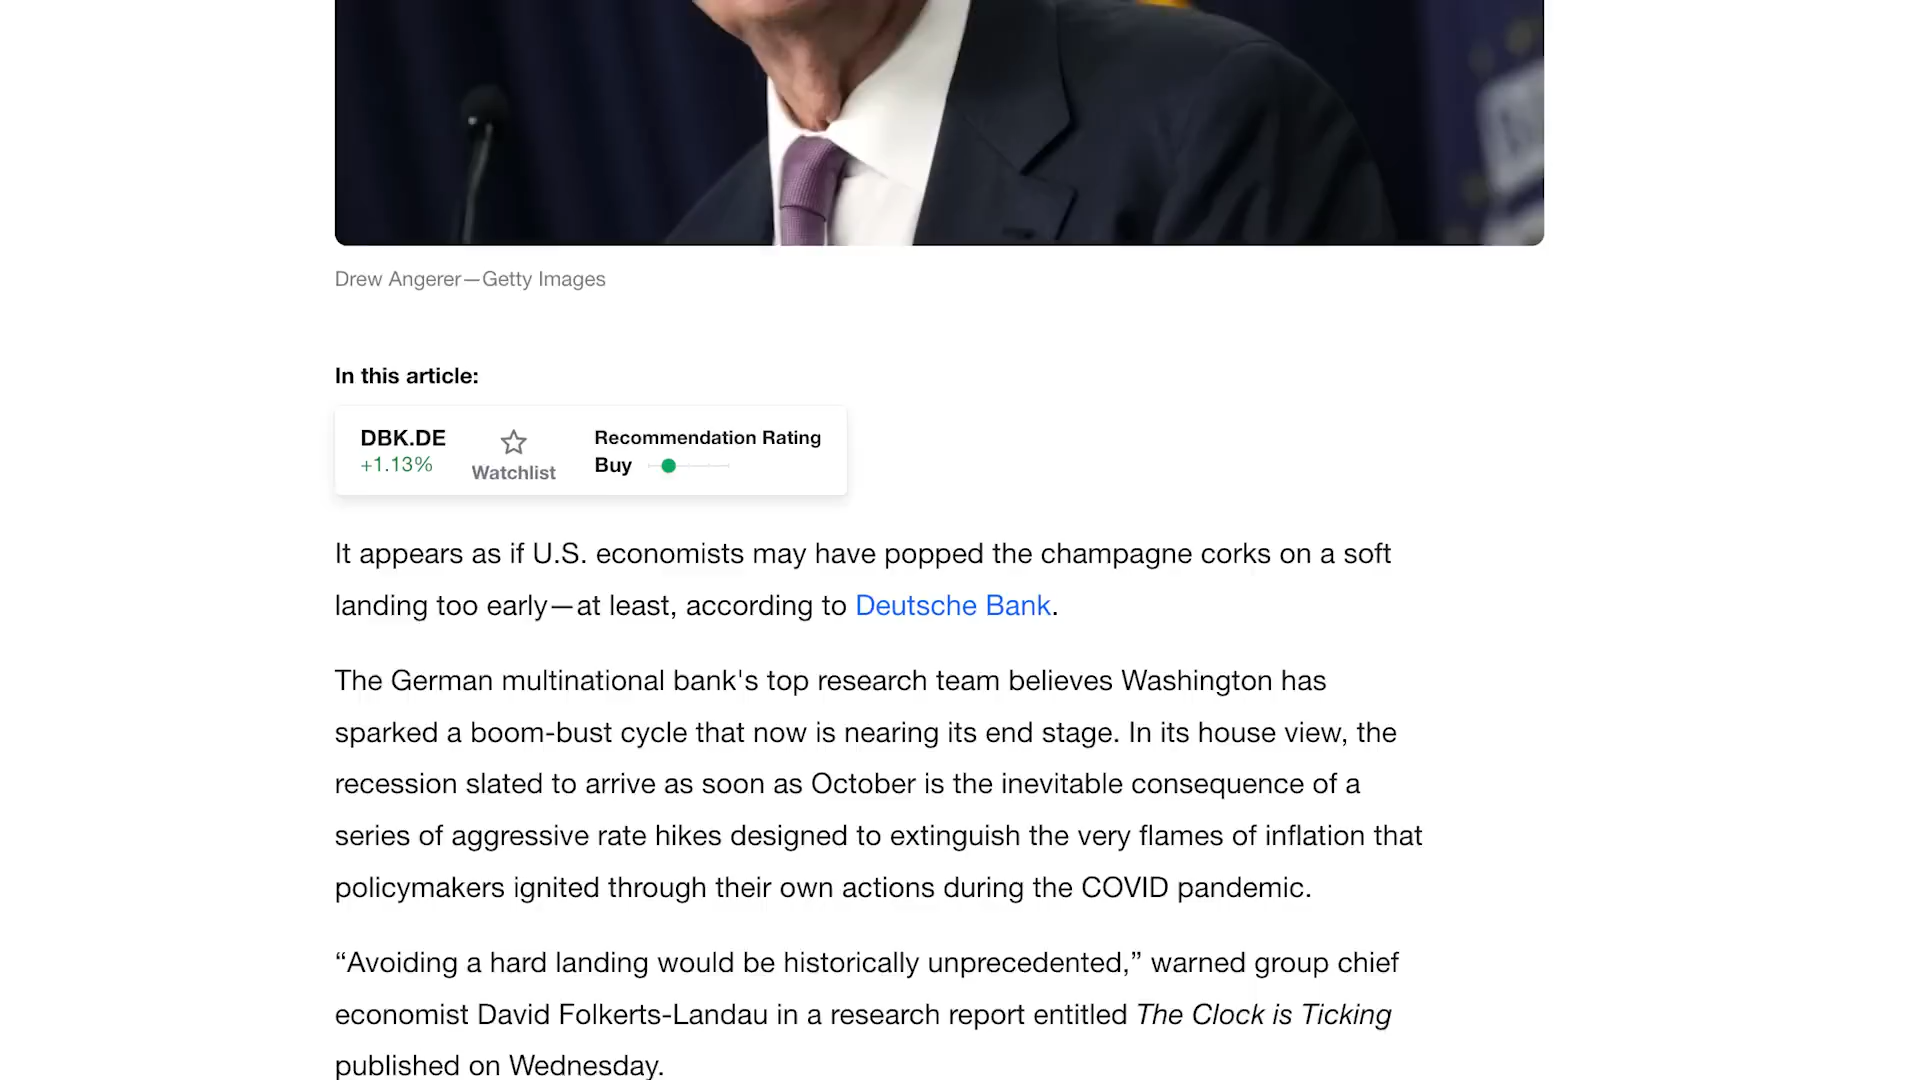 Drew Angerer—Getty Images
In this article:
DBK.DE
+1.13%
Watchlist
Recommendation Rating
Buy
It appears as if U.S. economists may have popped the champagne corks on a soft
landing too early—at least, according to Deutsche Bank.
The German multinational bank's top research team believes Washington has
sparked a boom-bust cycle that now is nearing its end stage. In its house view, the
recession slated to arrive as soon as October is the inevitable consequence of a
series of aggressive rate hikes designed to extinguish the very flames of inflation that
policymakers ignited through their own actions during the COVID pandemic.
“Avoiding a hard landing would be historically unprecedented,” warned group chief
economist David Folkerts-Landau in a research report entitled The Clock is Ticking
published on Wednesday.